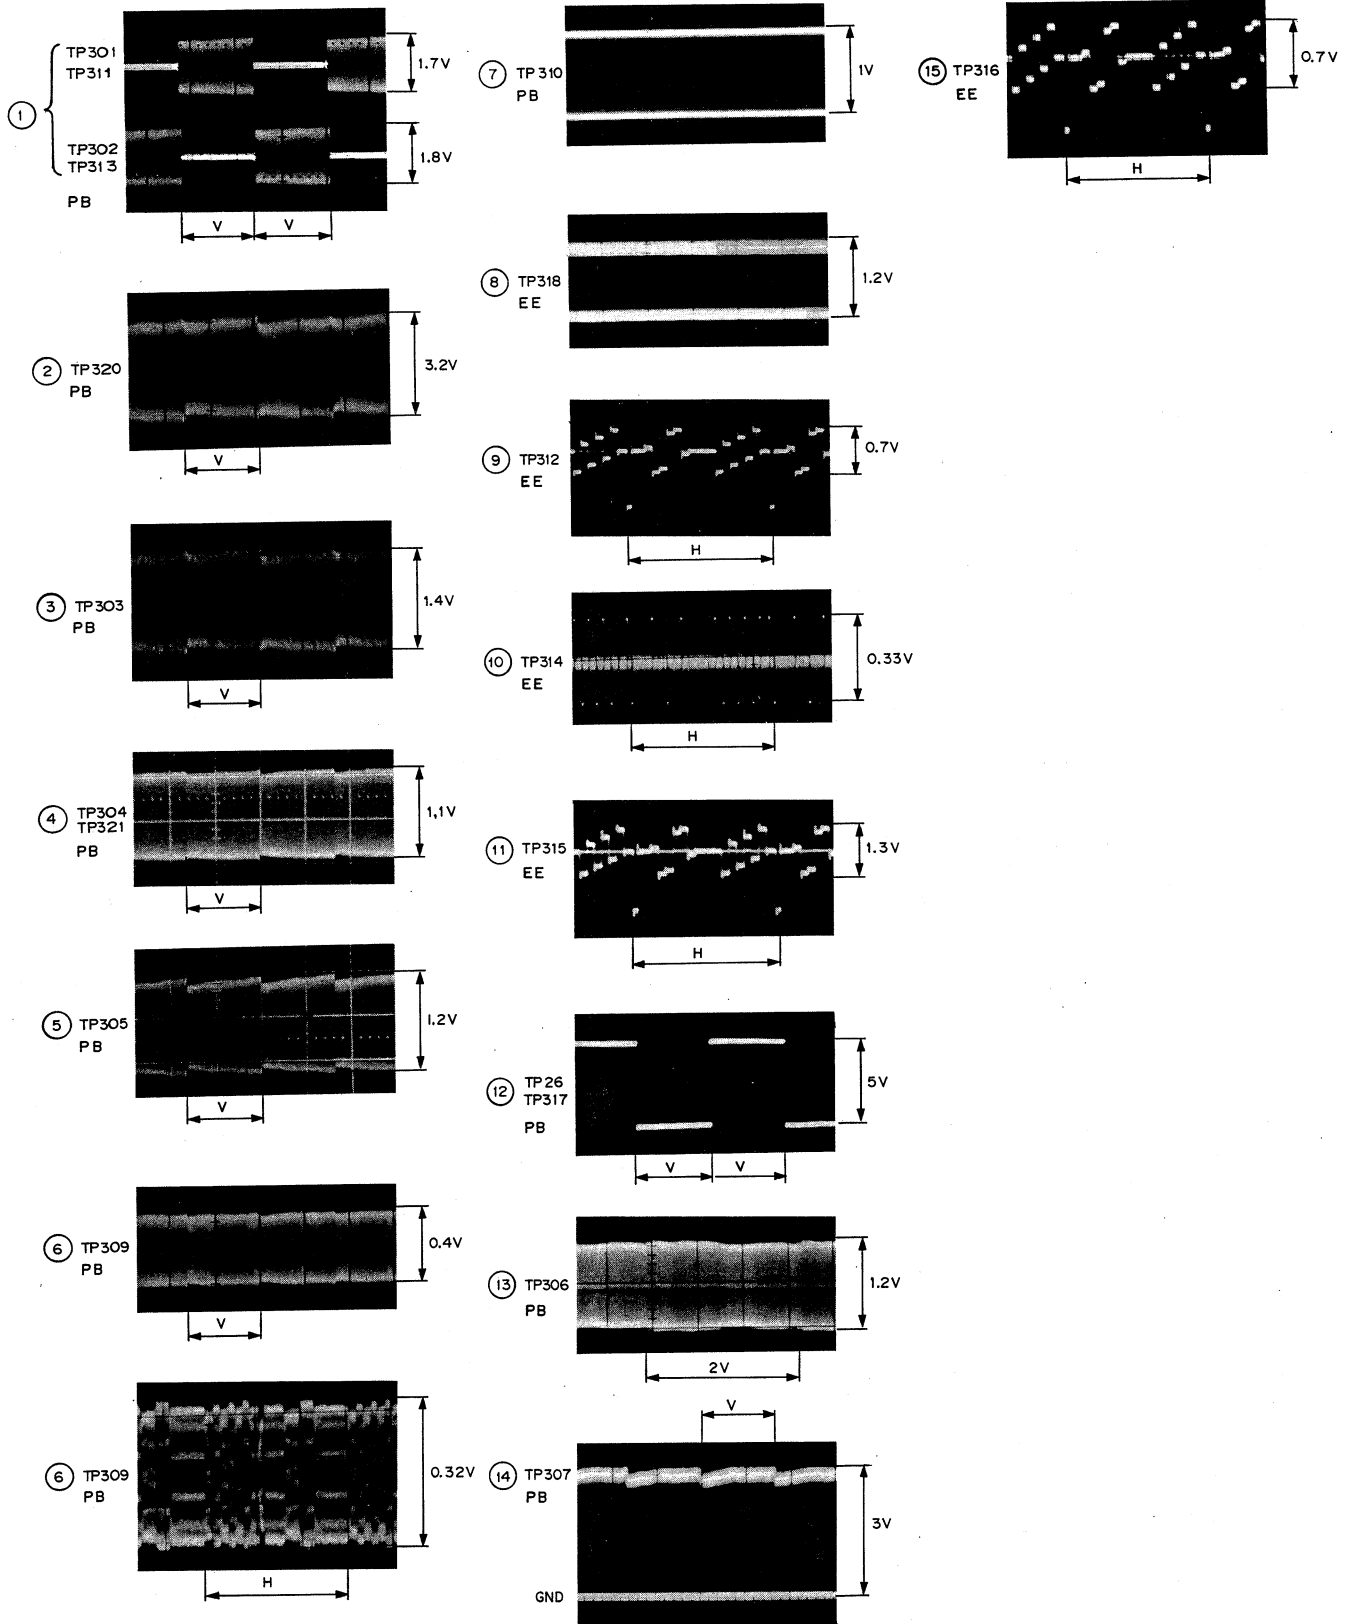 1
TP301
TP311
1.7V
TP302
TP313
1.8V
PB
V V
2 TP320
PB
3.2V
V
3 TP303
PB
1.4V
V
4 TP304
TP321
PB
1,1V
V
5 TP305
PB
1.2V
V
6 TP309
PB
0.4V
V
6 TP309
PB
0.32V
H
7 TP310
PB
1V
8 TP318
EE
1.2V
9 TP312
EE
0.7V
H
10 TP314
EE
0.33V
H
11 TP315
EE
1.3V
H
12 TP26
TP317
PB
5V
V V
13 TP306
PB
1.2V
2V
V
14 TP307
PB
3V
GND
15 TP316
EE
0.7V
H